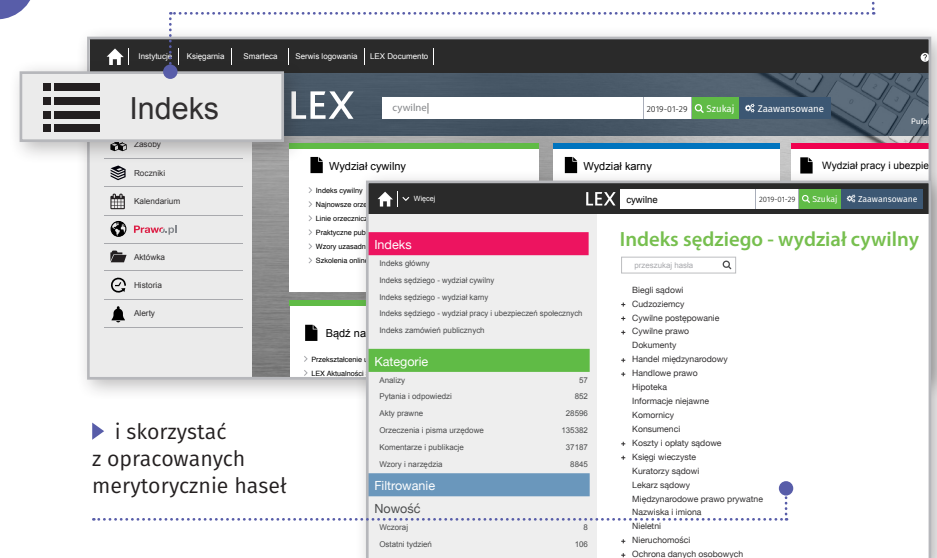 Instytucje Księgarnia Smarteca Serwis logowania LEX Documento
Indeks
LEX
cywilne
2019-01-29 Szukaj Zaawansowane
Zasoby
Roczniki
Kalendarium
Prawo.pl
Aktówka
Historia
Alerty
Wydział cywilny
> Indeks cywilny
> Najnowsze
> Linie
> Praktyczne
> Wzory
> Szkolenia
Bądź na
> Przekształcenie
> LEX Aktualności
Wydział karny
Wydział pracy i
Więcej
LEX
cywilne
2019-01-29 Szukaj Zaawansowane
Indeks
Indeks główny
Indeks sędziego - wydział cywilny
Indeks sędziego - wydział karny
Indeks sędziego - wydział pracy i ubezpieczeń społecznych
Indeks zamówień publicznych
Kategorie
Analizy 57
Pytania i odpowiedzi 852
Akty prawne 28596
Orzeczenia i pisma urzędowe 135382
Komentarze i publikacje 37187
Wzory i narzędzia 8845
Filtrowanie
Nowość
Wczoraj 8
Ostatni tydzień 106
Indeks sędziego - wydział cywilny
przeszukaj hasła
Biegli sądowi
+ Cudzoziemcy
+ Cywilne postępowanie
+ Cywilne prawo
Dokumenty
+ Handel międzynarodowy
+ Handlowe prawo
Hipoteka
Informacje niejawne
Komornicy
Konsumenci
+ Koszty i opłaty sądowe
+ Księgi wieczyste
Kuratorzy sądowi
Lekarz sądowy
Międzynarodowe prawo prywatne
Nazwiska i imiona
Nieletni
+ Nieruchomości
+ Ochrona danych osobowych
i skorzystać
z opracowanych
merytorycznie haseł